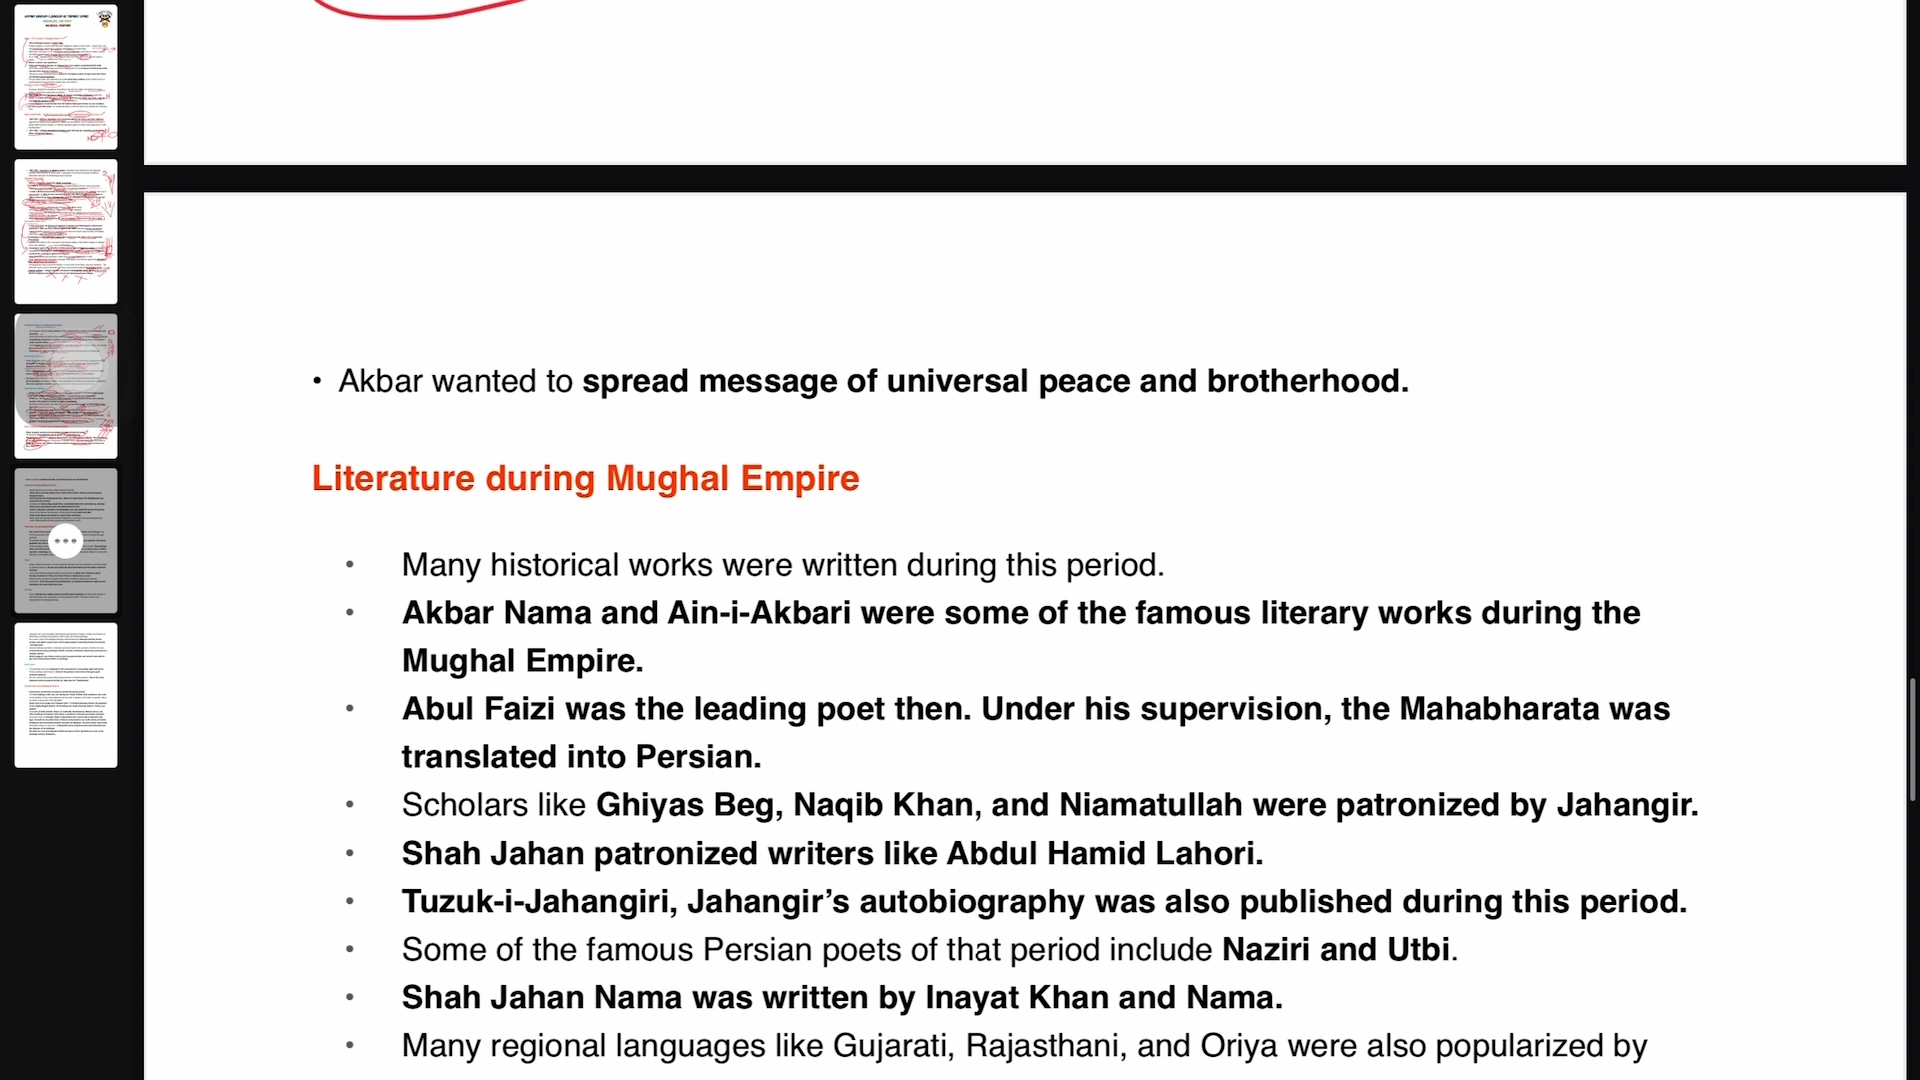 • Akbar wanted to spread message of universal peace and brotherhood.
Literature during Mughal Empire
• Many historical works were written during this period.
• Akbar Nama and Ain-i-Akbari were some of the famous literary works during the
Mughal Empire.
• Abul Faizi was the leading poet then. Under his supervision, the Mahabharata was
translated into Persian.
• Scholars like Ghiyas Beg, Naqib Khan, and Niamatullah were patronized by Jahangir.
• Shah Jahan patronized writers like Abdul Hamid Lahori.
• Tuzuk-i-Jahangiri, Jahangir’s autobiography was also published during this period.
• Some of the famous Persian poets of that period include Naziri and Utbi.
• Shah Jahan Nama was written by Inayat Khan and Nama.
• Many regional languages like Gujarati, Rajasthani, and Oriya were also popularized by